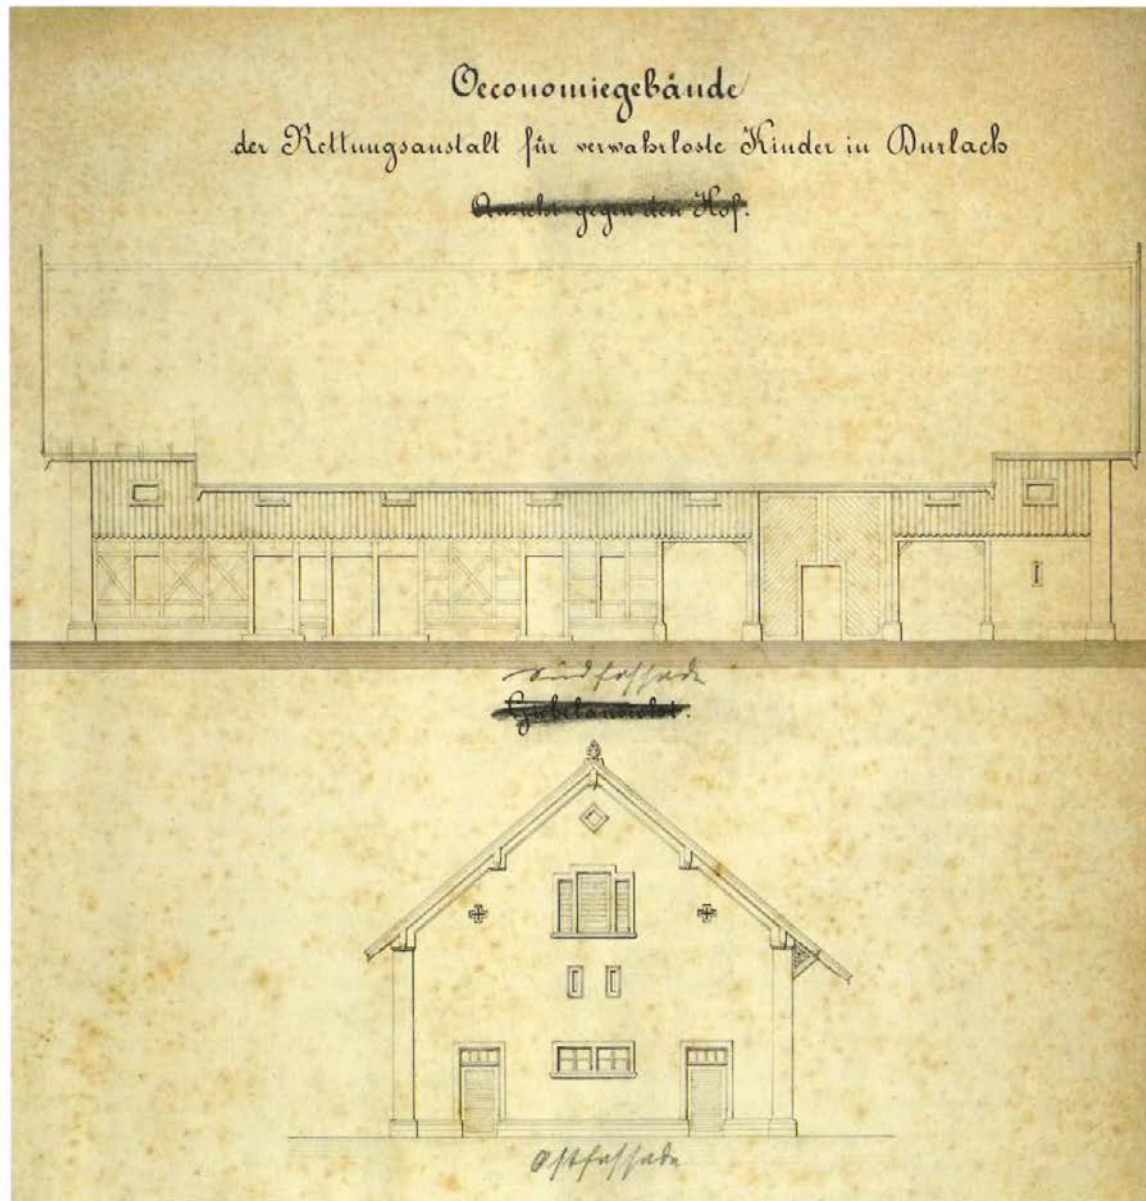 Oeconomiegebäude
der Rettungsanstalt für verwahrloste Kinder in Durlach
Ansicht gegen den Hof.
Südfassade
Giebelansicht.
Ostfassade